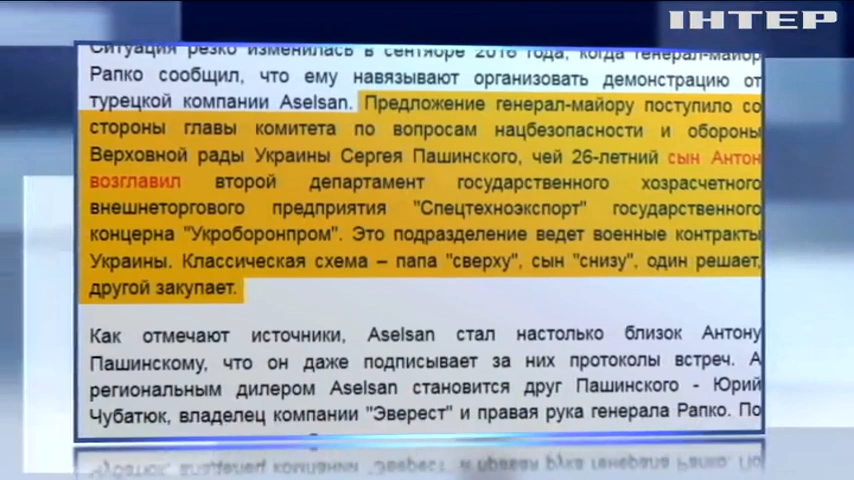 ІНТЕР
Ситуация резко изменилась в сентябре 2016 года, когда генерал-майор
Рапко сообщил, что ему навязывают организовать демонстрацию от
турецкой компании Aselsan. Предложение генерал-майору поступило со
стороны главы комитета по вопросам нацбезопасности и обороны
Верховной рады Украины Сергея Пашинского, чей 26-летний сын Антон
возглавил второй департамент государственного хозрасчетного
внешнеторгового предприятия "Спецтехноэкспорт" государственного
концерна "Укроборонпром". Это подразделение ведет военные контракты
Украины. Классическая схема – папа "сверху", сын "снизу", один решает,
другой закупает.
Как отмечают источники, Aselsan стал настолько близок Антону
Пашинскому, что он даже подписывает за них протоколы встреч. А
региональным дилером Aselsan становится друг Пашинского - Юрий
Чубатюк, владелец компании "Эверест" и правая рука генерала Рапко. По